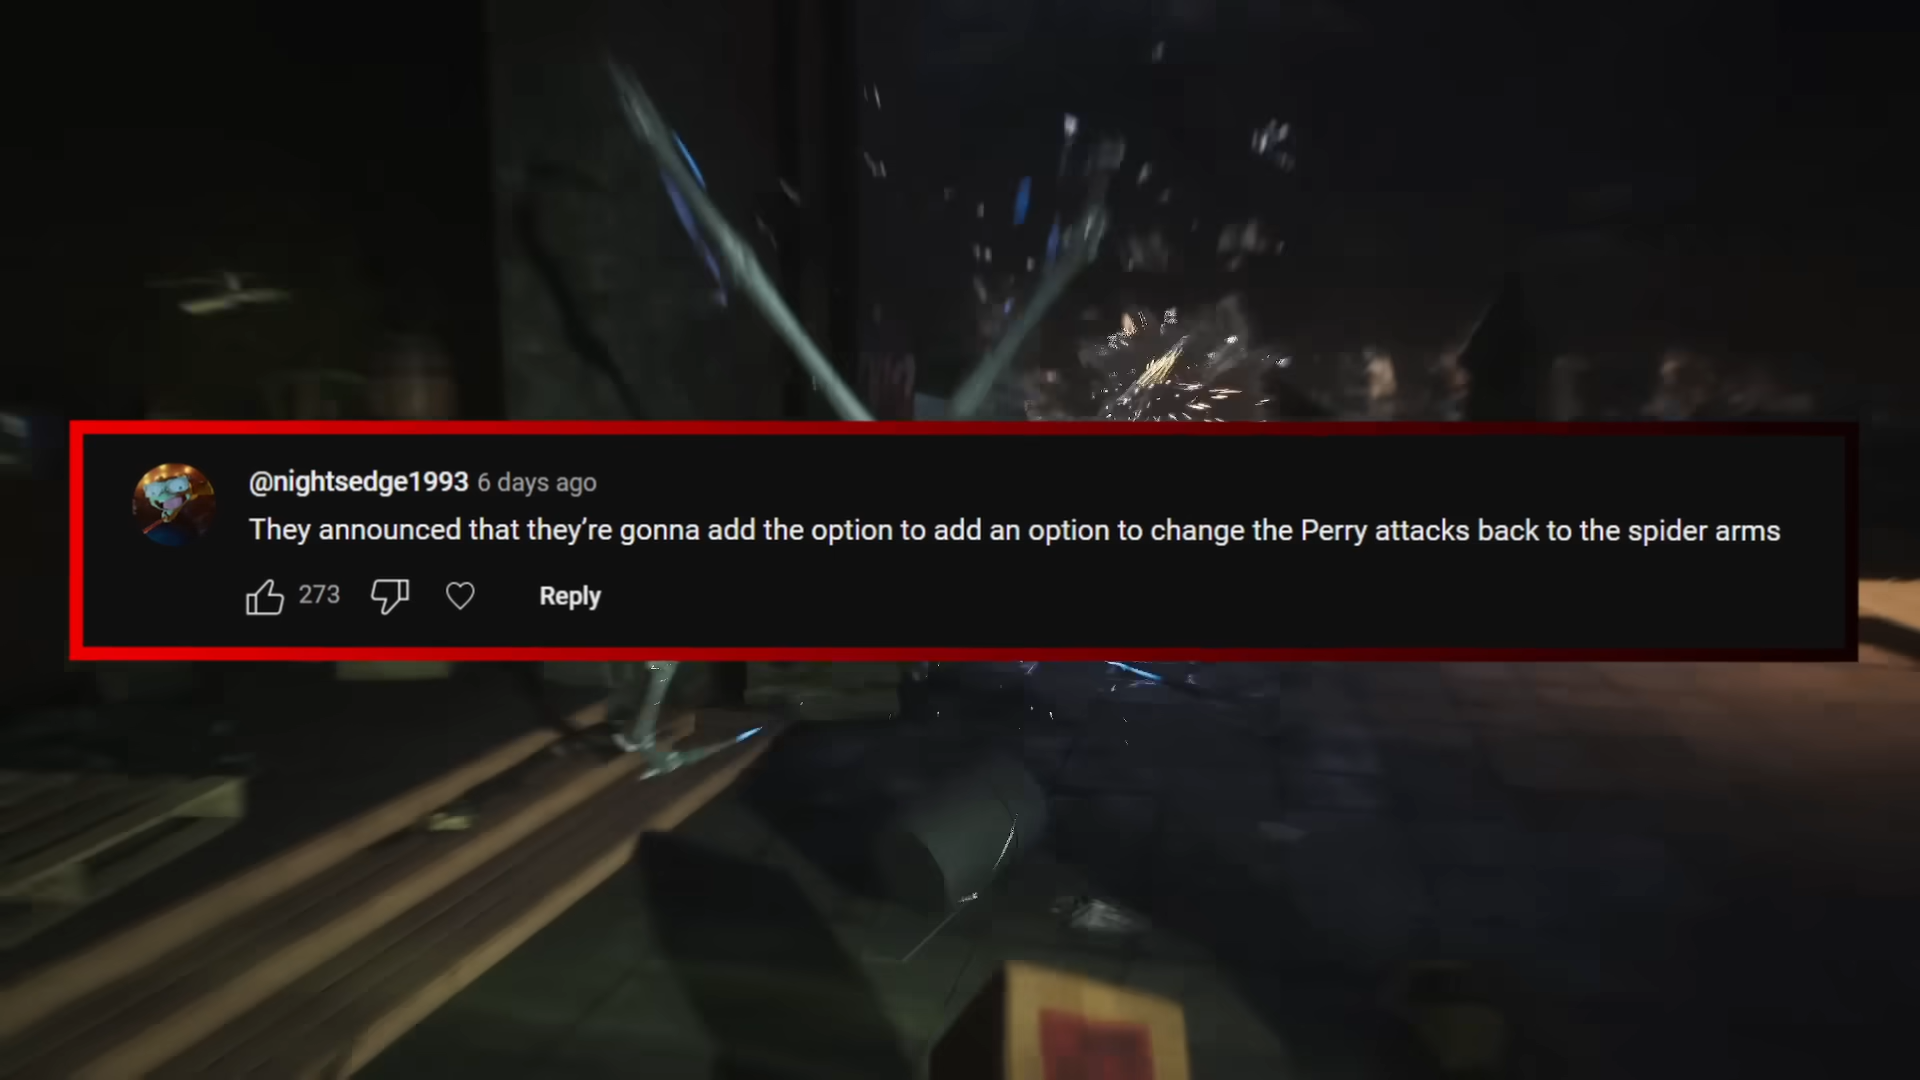 @nightsedge1993 6 days ago
They announced that they’re gonna add the option to add an option to change the Perry attacks back to the spider arms
273 Reply